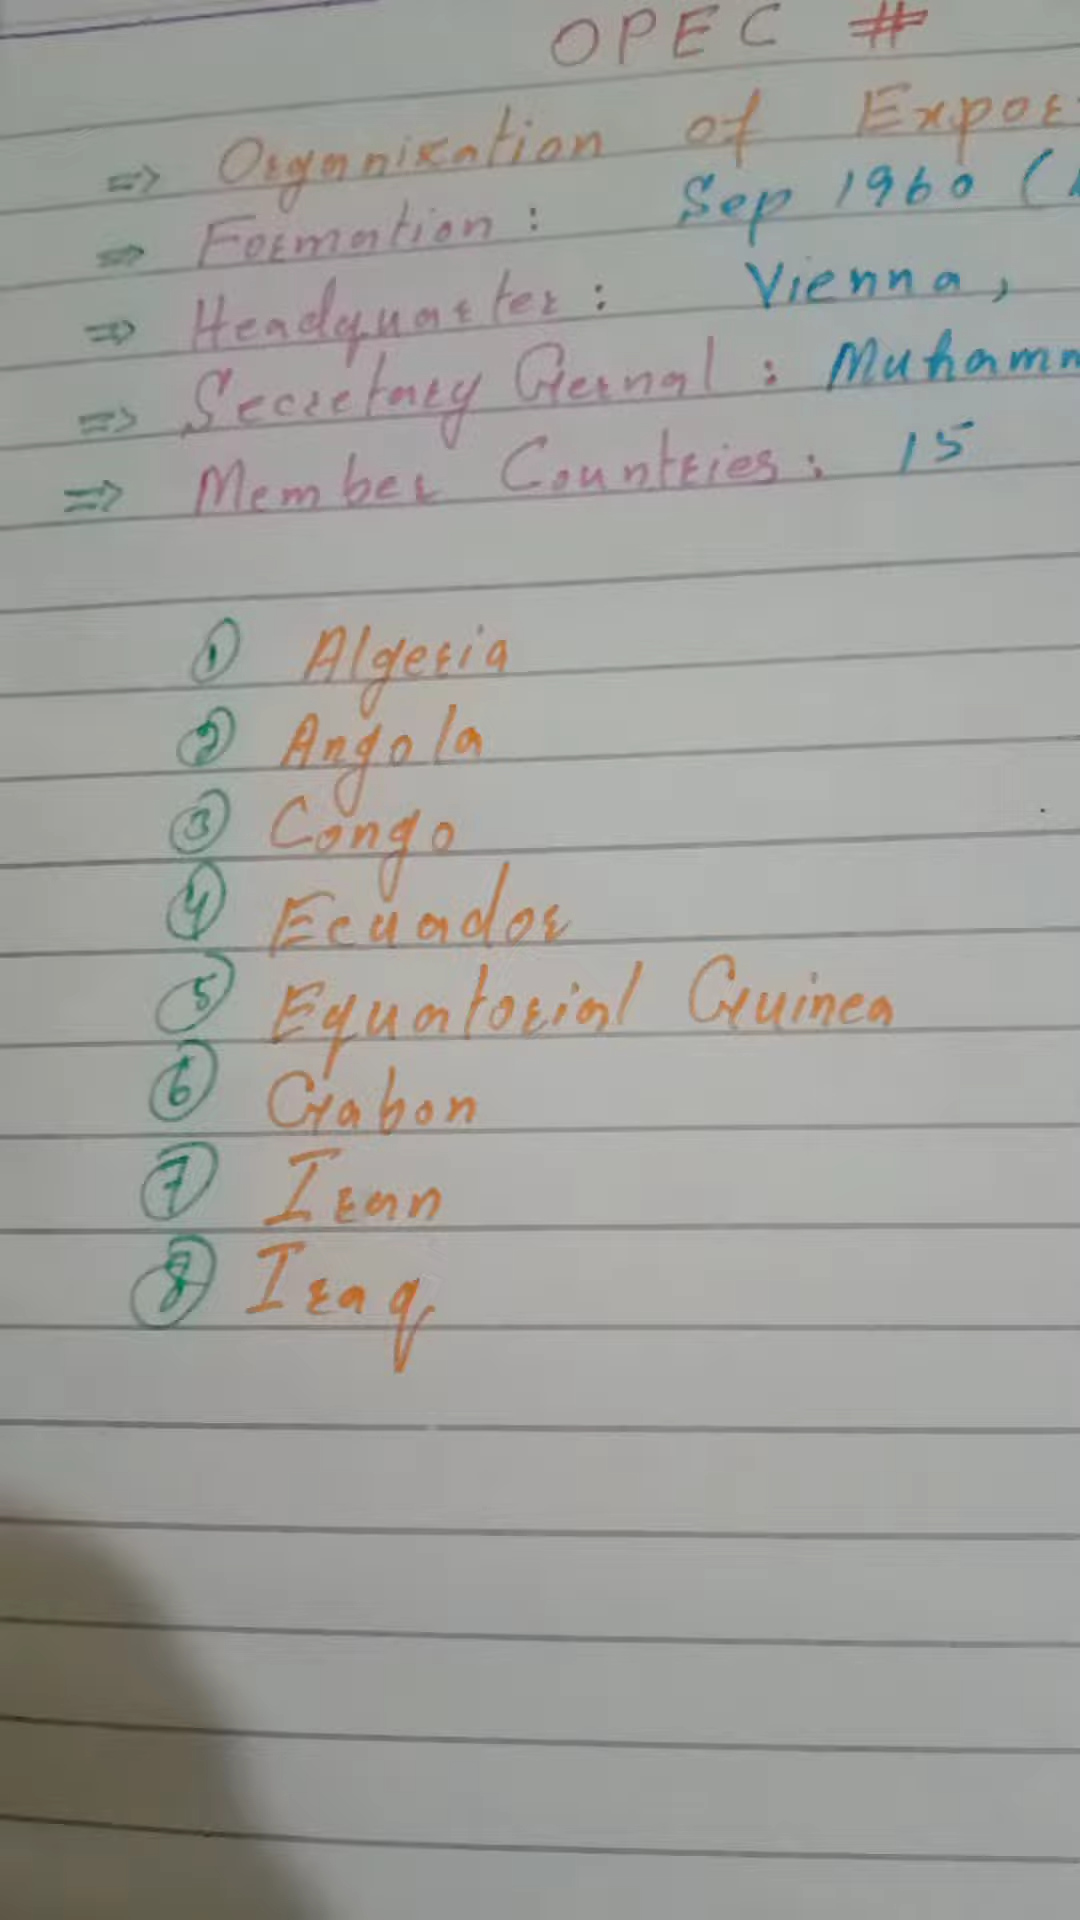 OPEC #
⇒ Organisation of Expor
⇒ Formation : Sep 1960 (
⇒ Headquarter : Vienna,
⇒ Secretary Gernal : Muhamm
⇒ Member Countries : 15
① Algeria
② Angola
③ Congo
④ Ecuador
⑤ Equatorial Guinea
⑥ Gabon
⑦ Iran
⑧ Iraq